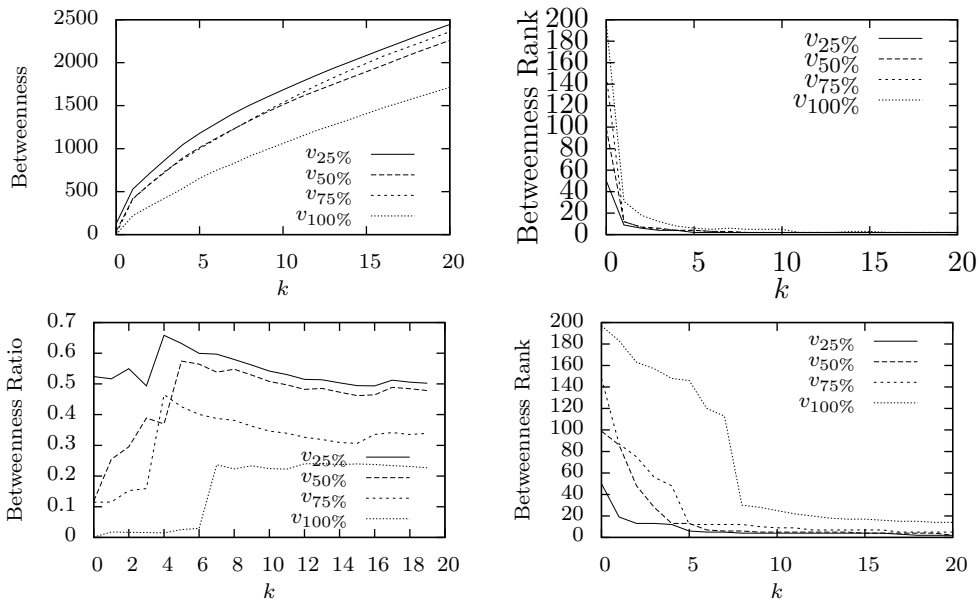 2500
2000
1500
1000
500
0
Betweenness
0 5 10 15 20
k
v25%
v50%
v75%
v100%
200
180
160
140
120
100
80
60
40
20
0
Betweenness Rank
0 5 10 15 20
k
v25%
v50%
v75%
v100%
0.7
0.6
0.5
0.4
0.3
0.2
0.1
0
Betweenness Ratio
0 2 4 6 8 10 12 14 16 18 20
k
v25%
v50%
v75%
v100%
200
180
160
140
120
100
80
60
40
20
0
Betweenness Rank
0 5 10 15 20
k
v25%
v50%
v75%
v100%